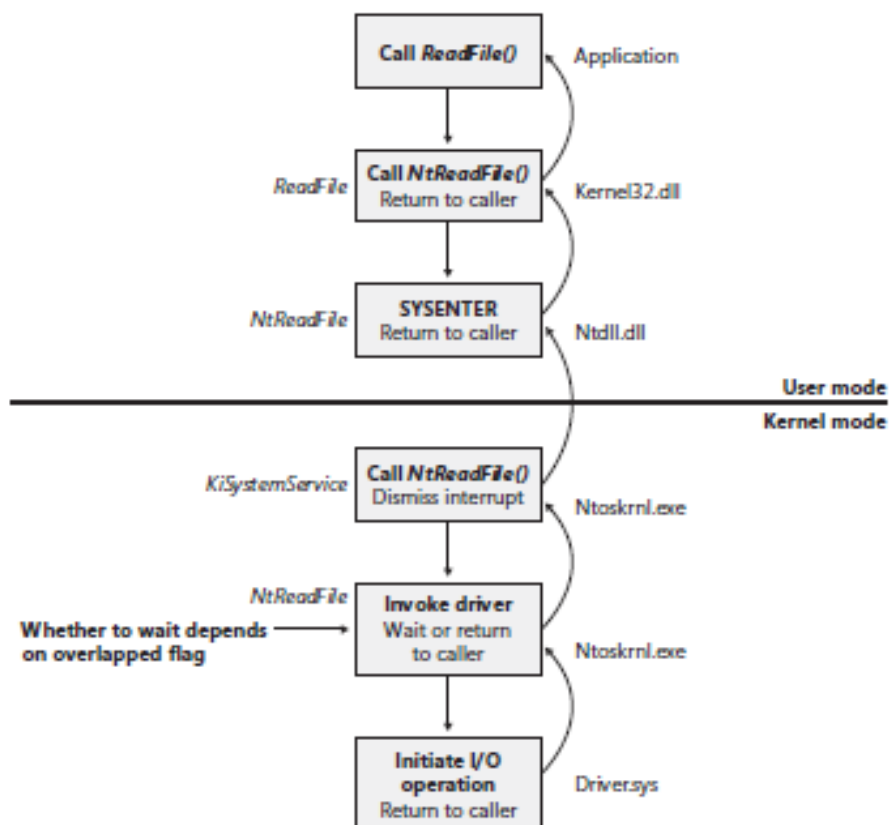 Call ReadFile()
Application
ReadFile
Call NtReadFile()
Return to caller
Kernel32.dll
NtReadFile
SYSENTER
Return to caller
Ntdll.dll
User mode
Kernel mode
KiSystemService
Call NtReadFile()
Dismiss interrupt
Ntoskrnl.exe
NtReadFile
Whether to wait depends
on overlapped flag
Invoke driver
Wait or return
to caller
Ntoskrnl.exe
Initiate I/O
operation
Return to caller
Driver.sys